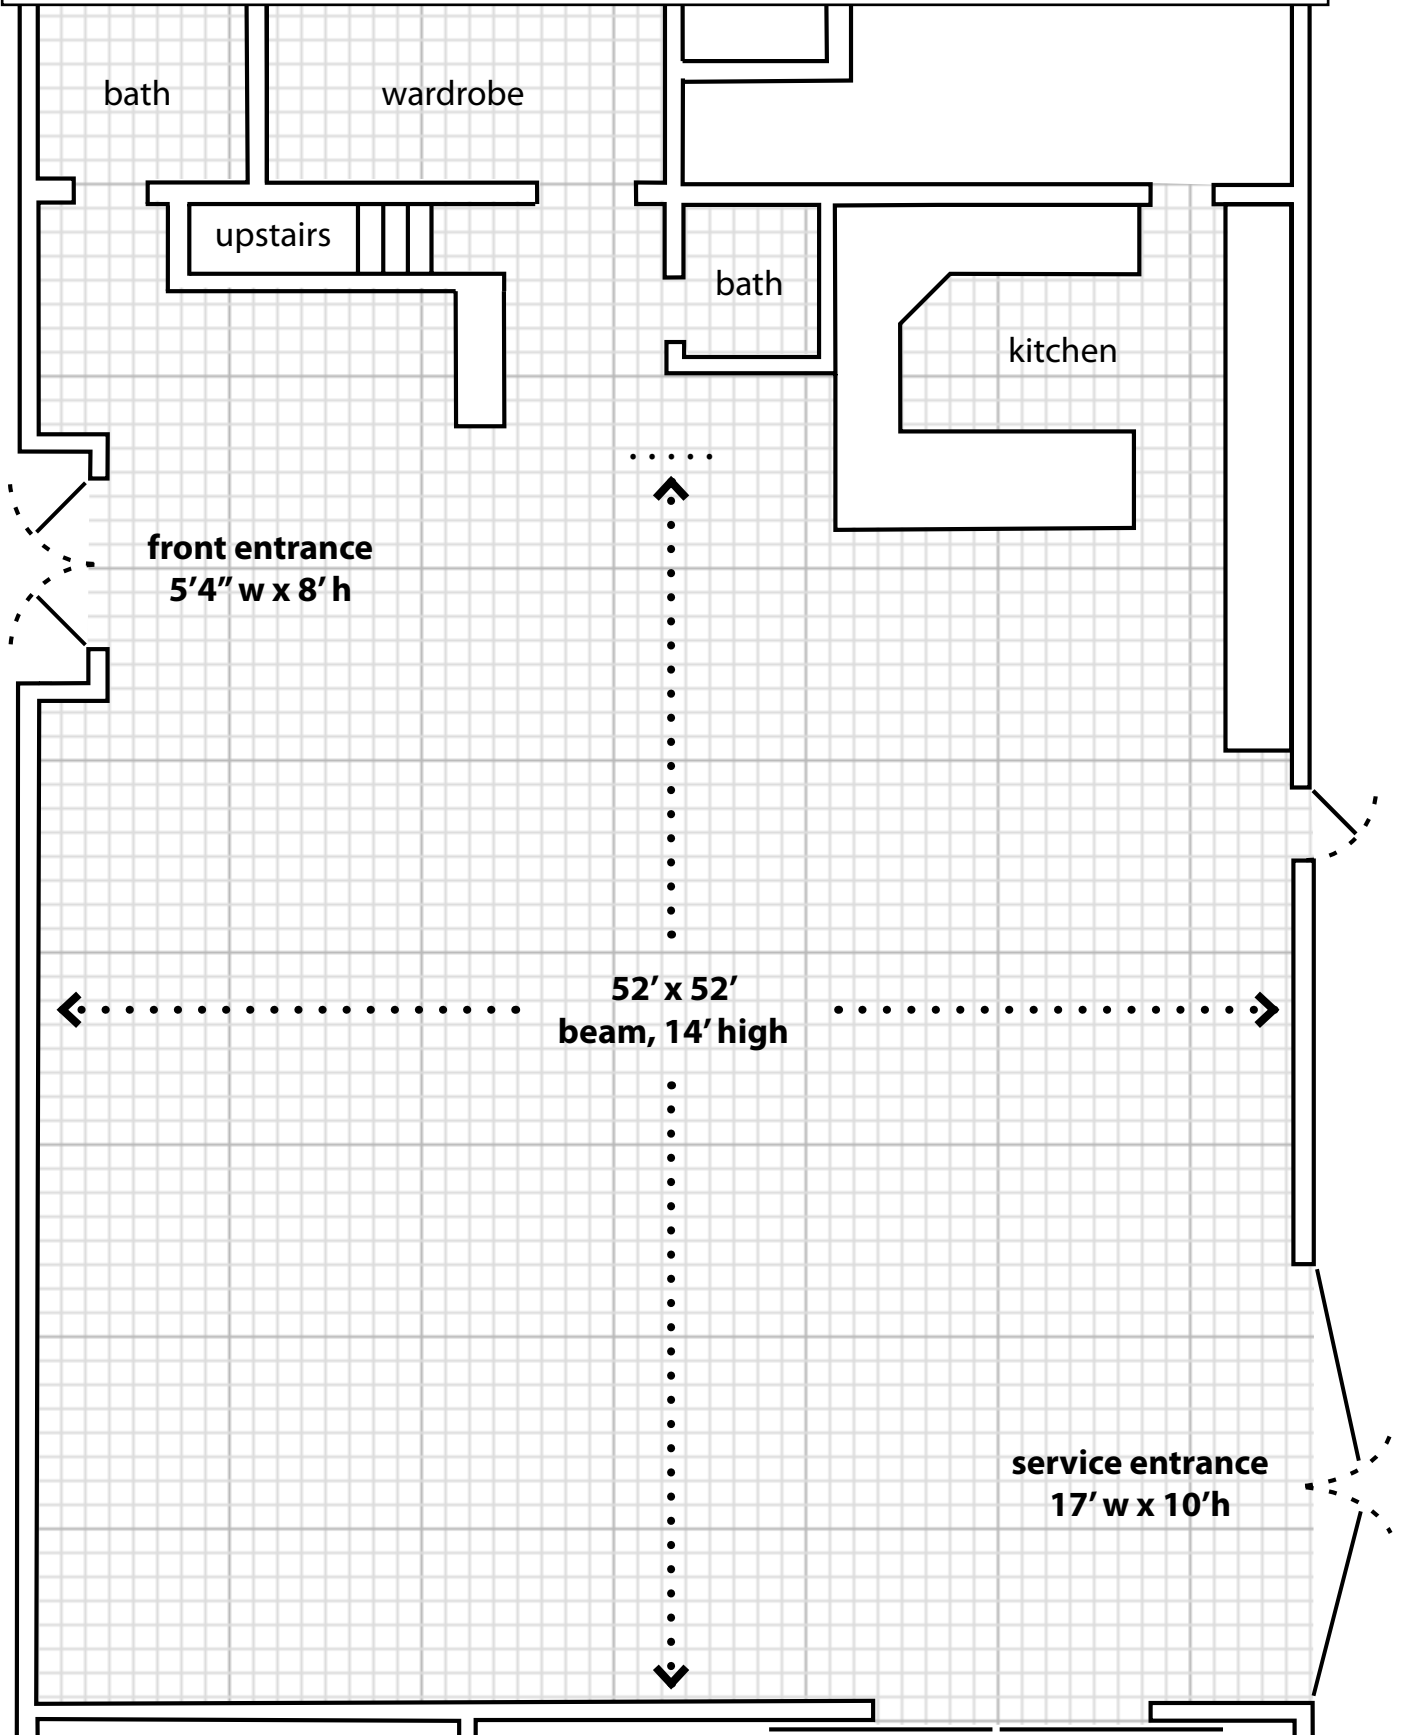 bath
wardrobe
upstairs
bath
kitchen
front entrance
5’4” w x 8’ h
52’ x 52’
beam, 14’ high
service entrance
17’ w x 10’h